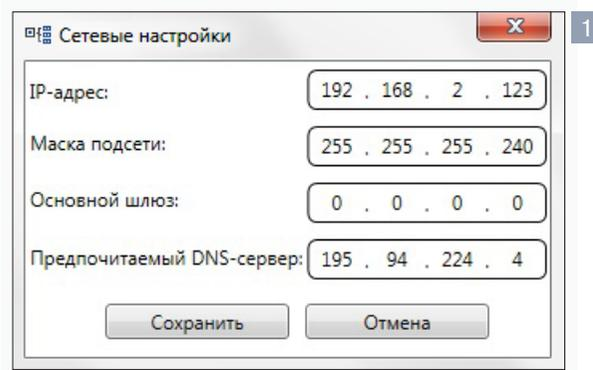 Сетевые настройки
1
IP-адрес: 192 . 168 . 2 . 123
Маска подсети: 255 . 255 . 255 . 240
Основной шлюз: 0 . 0 . 0 . 0
Предпочитаемый DNS-сервер: 195 . 94 . 224 . 4
Сохранить Отмена